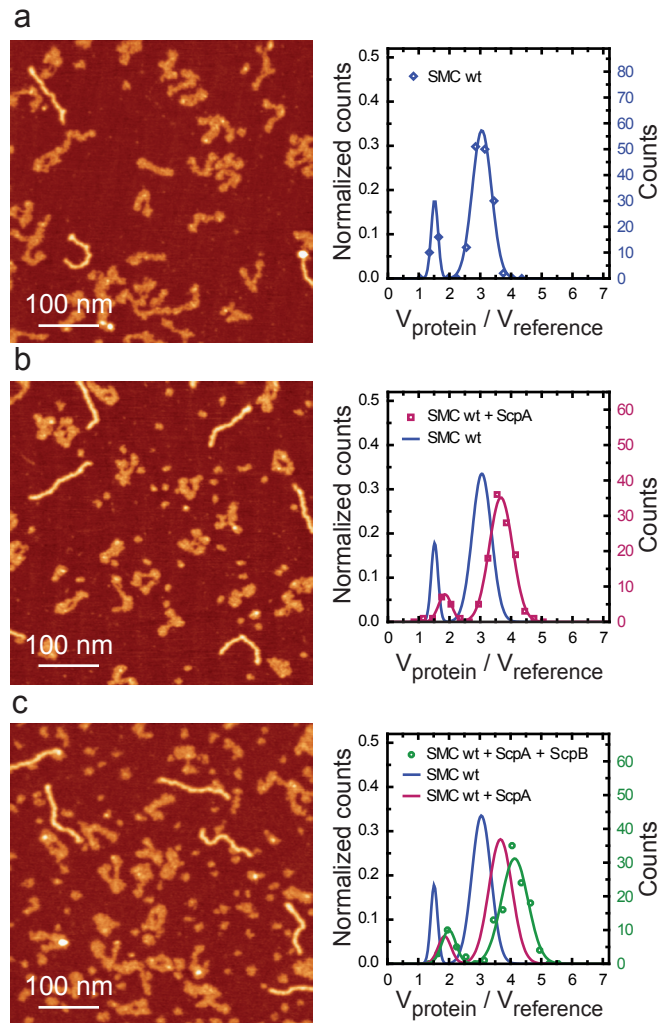 a
0.5
0.4
0.3
0.2
0.1
0.0
Normalized counts
SMC wt
80
70
60
50
40
30
20
10
0
Counts
0 1 2 3 4 5 6 7
Vprotein / Vreference
100 nm
b
0.5
0.4
0.3
0.2
0.1
0.0
Normalized counts
SMC wt + ScpA
SMC wt
60
50
40
30
20
10
0
Counts
0 1 2 3 4 5 6 7
Vprotein / Vreference
100 nm
c
0.5
0.4
0.3
0.2
0.1
0.0
Normalized counts
SMC wt + ScpA + ScpB
SMC wt
SMC wt + ScpA
60
50
40
30
20
10
0
Counts
0 1 2 3 4 5 6 7
Vprotein / Vreference
100 nm